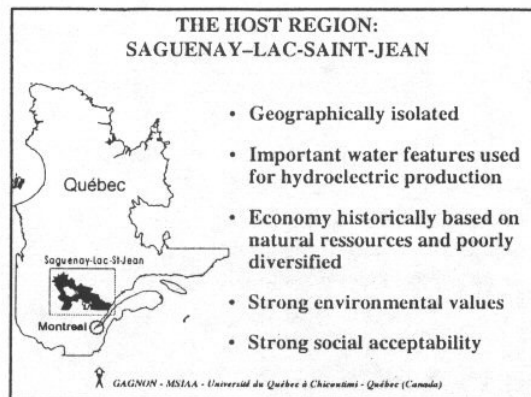 THE HOST REGION:
SAGUENAY–LAC-SAINT-JEAN
Québec
Saguenay-Lac-St-Jean
Montreal
• Geographically isolated
• Important water features used
for hydroelectric production
• Economy historically based on
natural ressources and poorly
diversified
• Strong environmental values
• Strong social acceptability
GAGNON - MSIAA - Université du Québec à Chicoutimi - Québec (Canada)